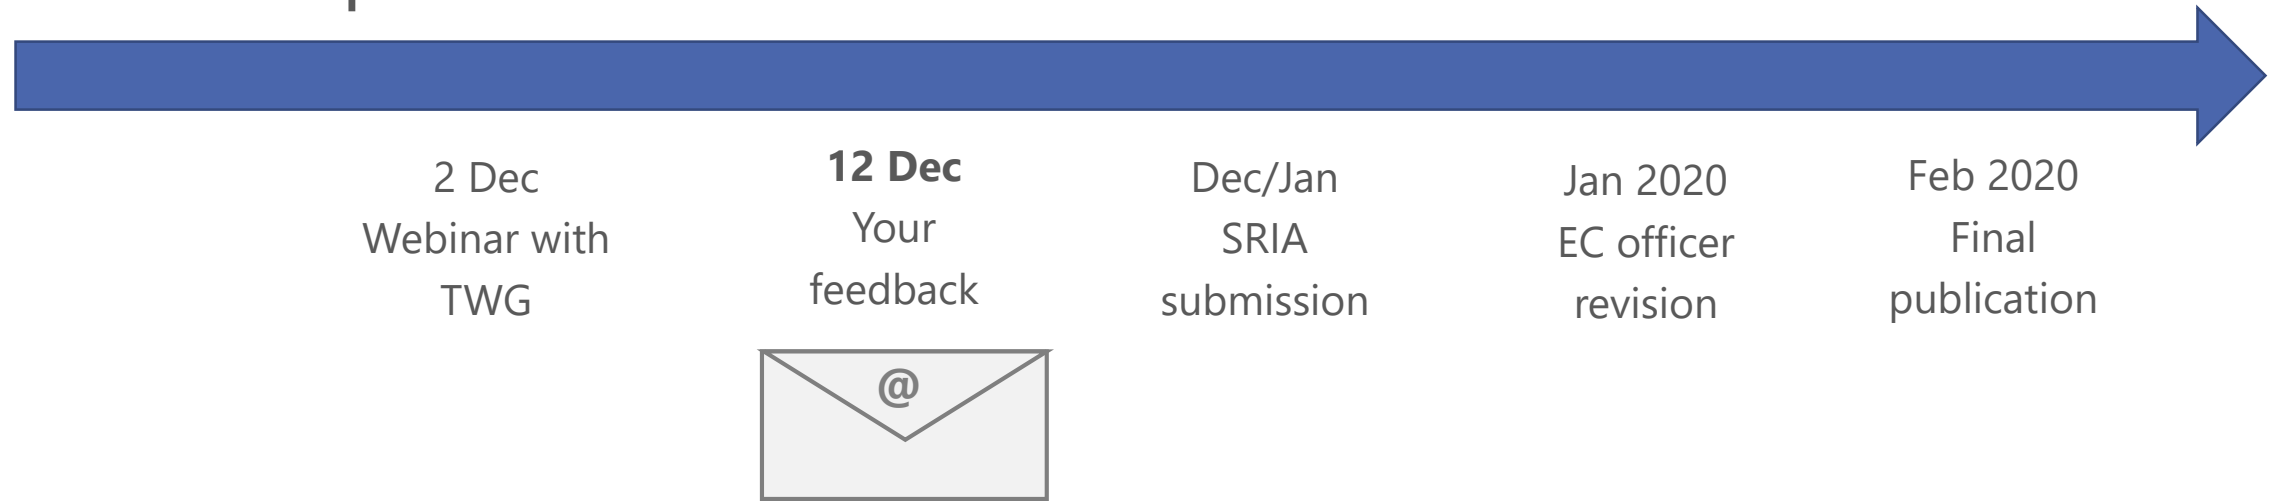 2 Dec
Webinar with
TWG
12 Dec
Your
feedback
Dec/Jan
SRIA
submission
Jan 2020
EC officer
revision
Feb 2020
Final
publication
@